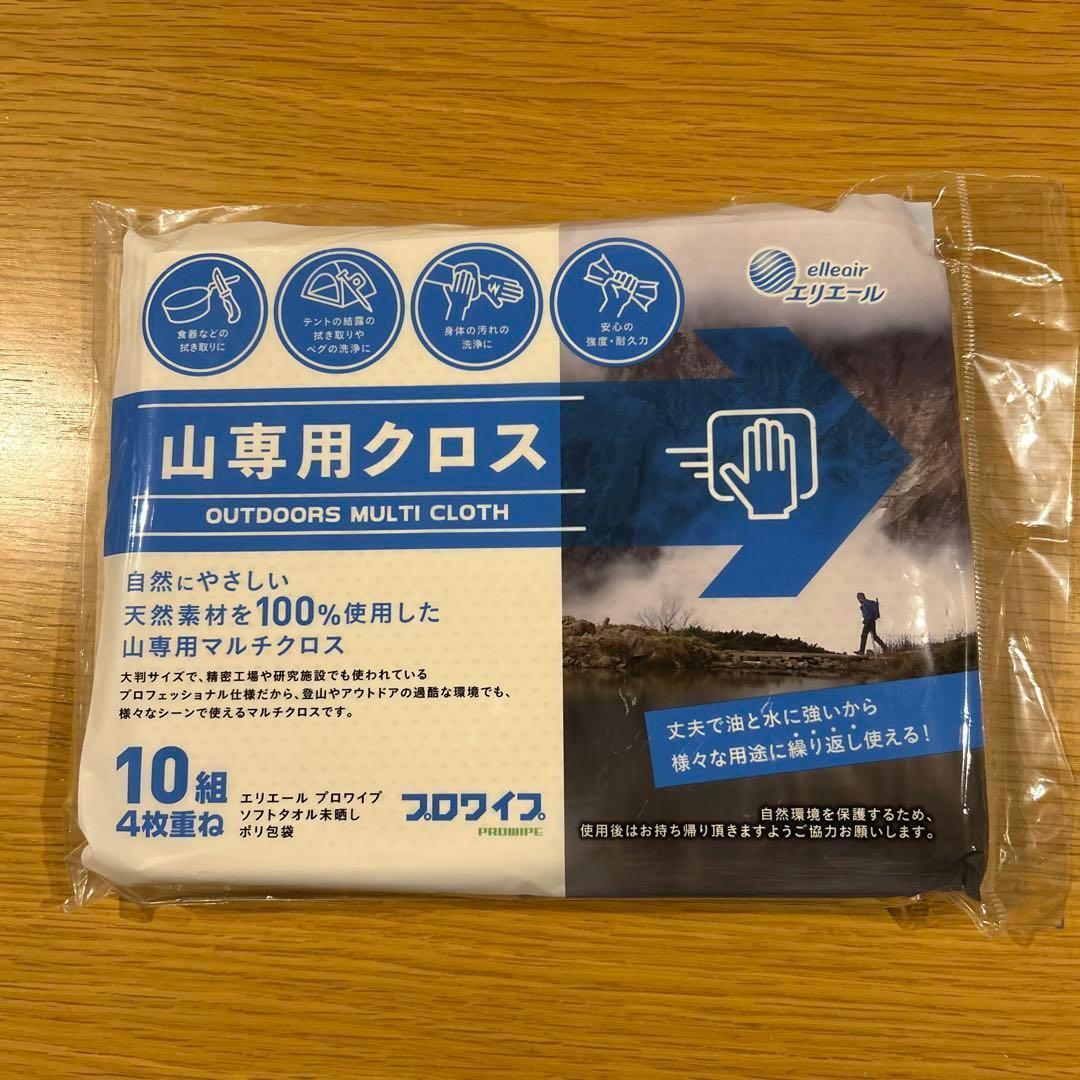 食器などの
拭き取りに
テントの結露の
拭き取りや
ペグの洗浄に
身体の汚れの
洗浄に
安心の
強度・耐久力
elleair
エリエール
山専用クロス
OUTDOORS MULTI CLOTH
自然にやさしい
天然素材を100%使用した
山専用マルチクロス
大判サイズで、精密工場や研究施設でも使われている
プロフェッショナル仕様だから、登山やアウトドアの過酷な環境でも、
様々なシーンで使えるマルチクロスです。
10組
4枚重ね
エリエール プロワイプ
ソフトタオル未晒し
ポリ包袋
プロワイプ
PROWIPE
丈夫で油と水に強いから
様々な用途に繰り返し使える!
自然環境を保護するため、
使用後はお持ち帰り頂きますようご協力お願いします。